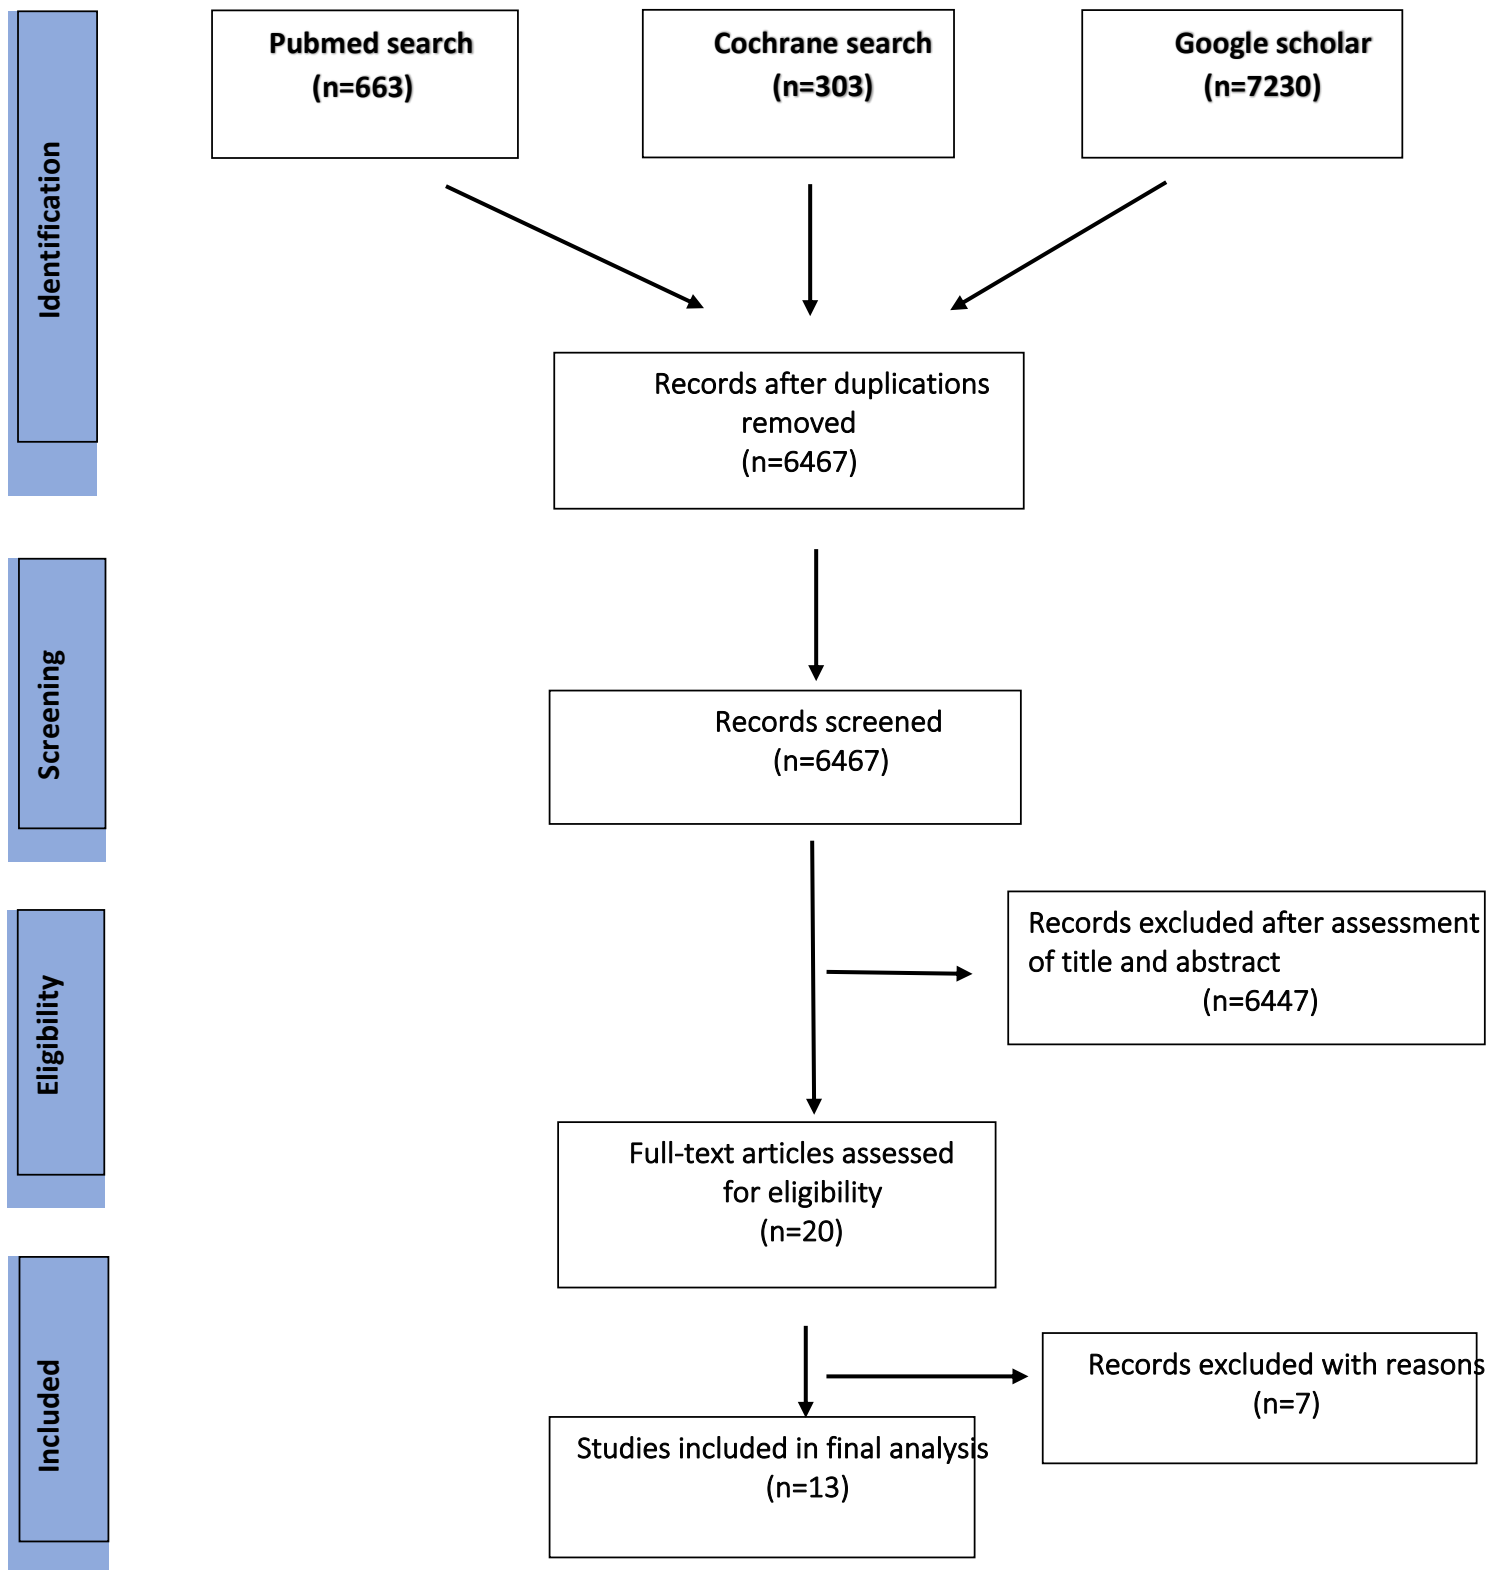 Identification
Pubmed search
(n=663)
Cochrane search
(n=303)
Google scholar
(n=7230)
Records after duplications
removed
(n=6467)
Screening
Records screened
(n=6467)
Eligibility
Records excluded after assessment
of title and abstract
(n=6447)
Full-text articles assessed
for eligibility
(n=20)
Included
Records excluded with reasons
(n=7)
Studies included in final analysis
(n=13)